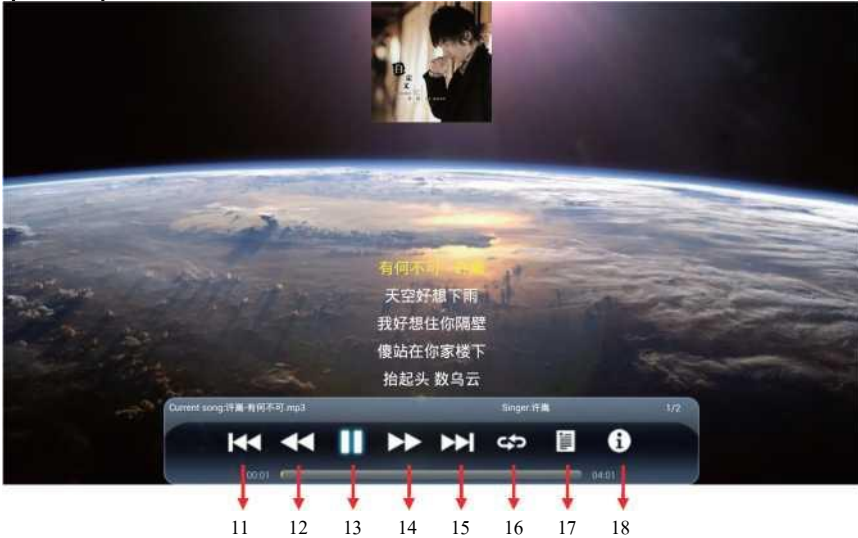 有何不可 许嵩
天空好想下雨
我好想住你隔壁
傻站在你家楼下
抬起头 数乌云
Current song:许嵩-有何不可.mp3 Singer:许嵩 1/2
00:01 04:01
11 12 13 14 15 16 17 18